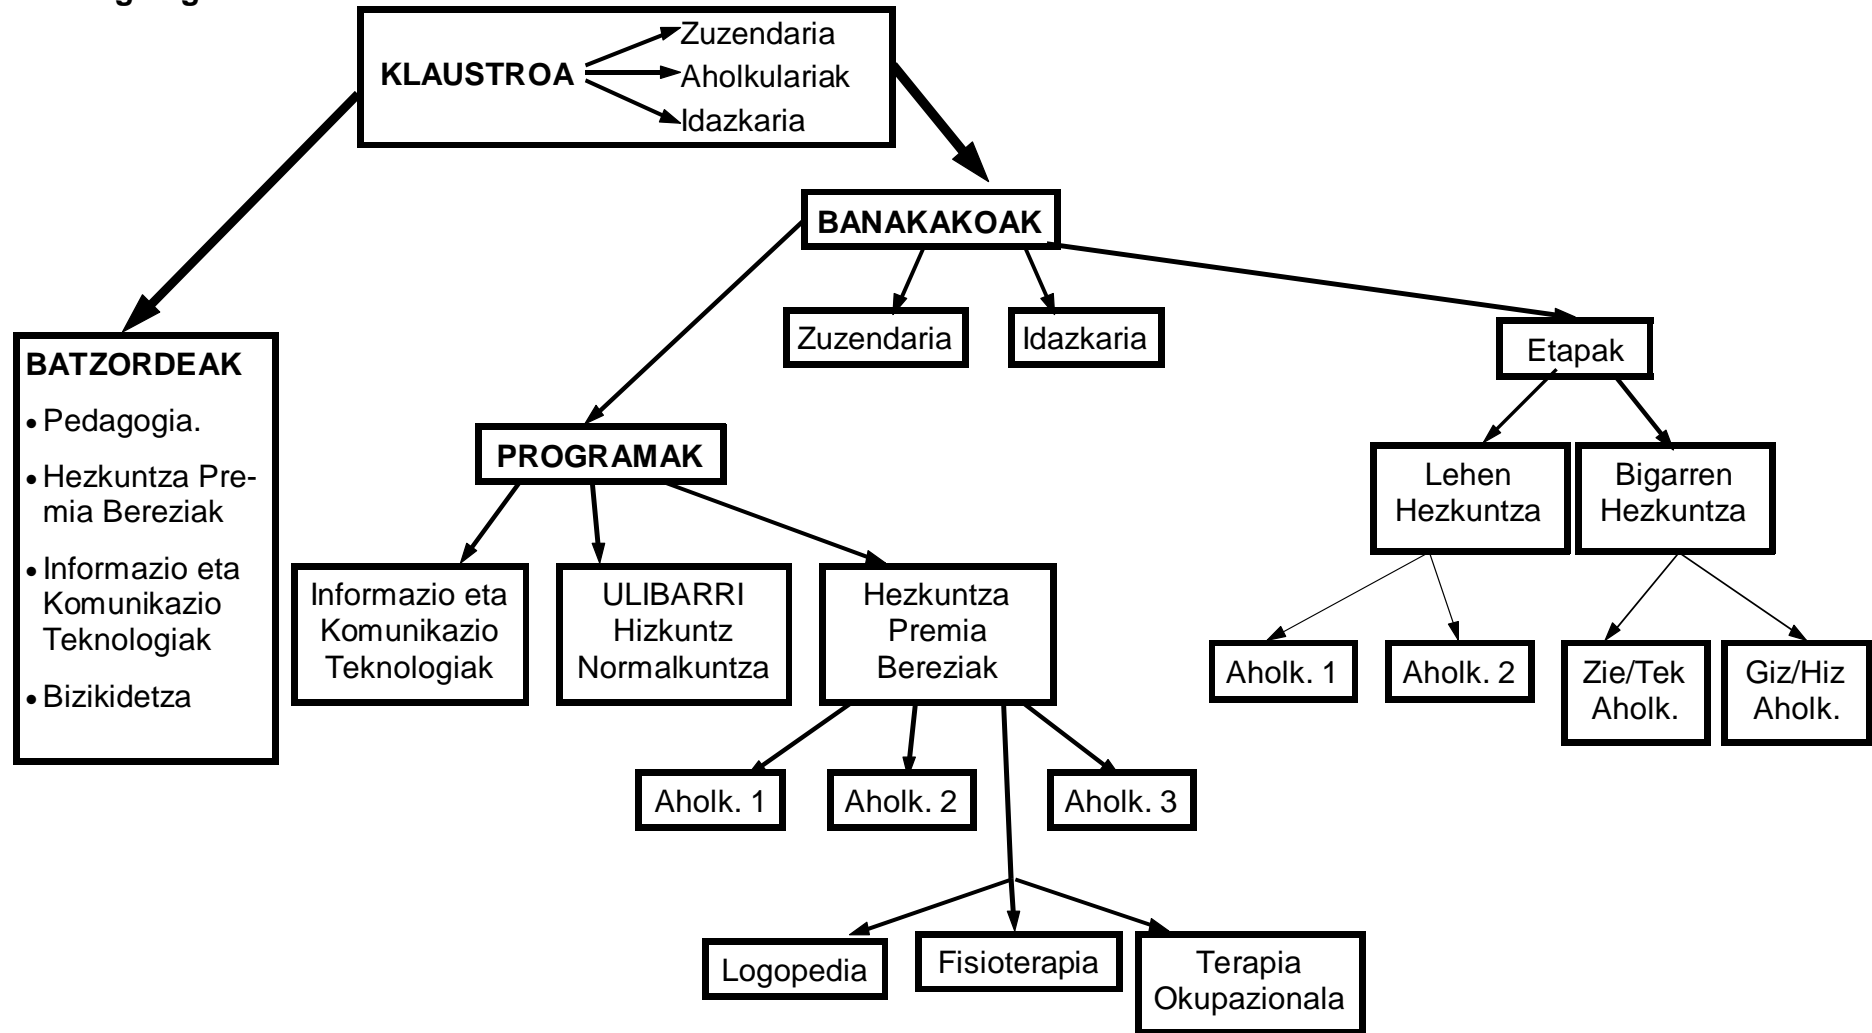 Zuzendaria
KLAUSTROA
Aholkulariak
Idazkaria
BANAKAKOAK
Zuzendaria
Idazkaria
Etapak
BATZORDEAK
• Pedagogia.
• Hezkuntza Pre-
mia Bereziak
• Informazio eta
Komunikazio
Teknologiak
• Bizikidetza
PROGRAMAK
Lehen
Hezkuntza
Bigarren
Hezkuntza
Informazio eta
Komunikazio
Teknologiak
ULIBARRI
Hizkuntz
Normalkuntza
Hezkuntza
Premia
Bereziak
Aholk. 1
Aholk. 2
Zie/Tek
Aholk.
Giz/Hiz
Aholk.
Aholk. 1
Aholk. 2
Aholk. 3
Logopedia
Fisioterapia
Terapia
Okupazionala